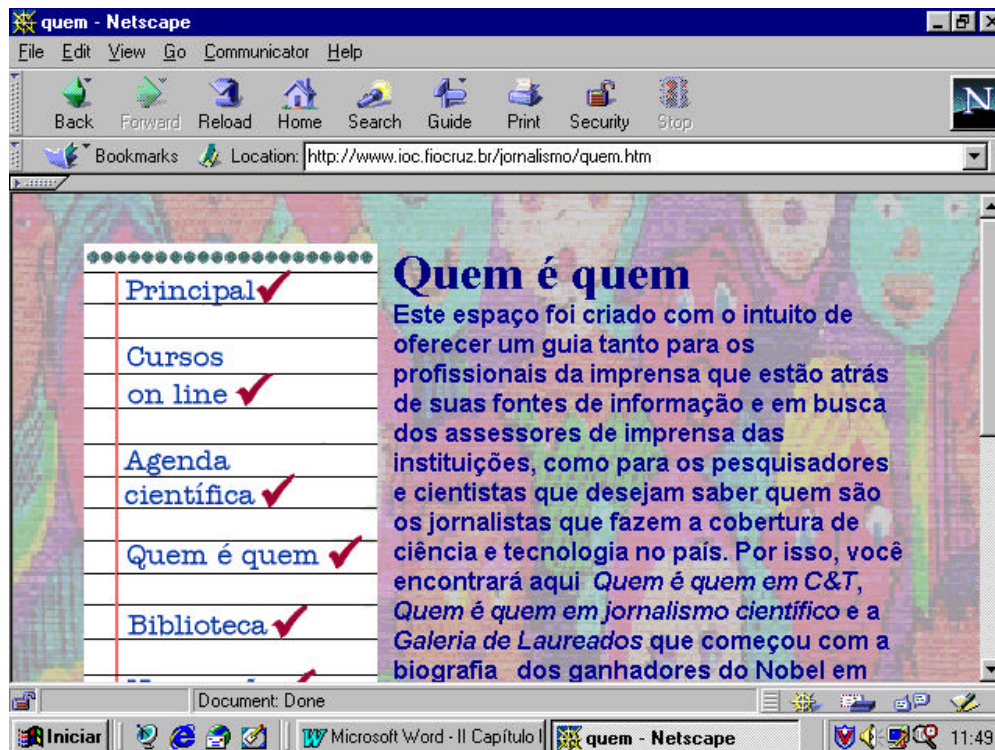 quem - Netscape
File Edit View Go Communicator Help
Back Forward Reload Home Search Guide Print Security Stop
N
Bookmarks Location: http://www.ioc.fiocruz.br/jornalismo/quem.htm
Principal
Cursos
on line
Agenda
científica
Quem é quem
Biblioteca
Quem é quem
Este espaço foi criado com o intuito de
oferecer um guia tanto para os
profissionais da imprensa que estão atrás
de suas fontes de informação e em busca
dos assessores de imprensa das
instituições, como para os pesquisadores
e cientistas que desejam saber quem são
os jornalistas que fazem a cobertura de
ciência e tecnologia no país. Por isso, você
encontrará aqui Quem é quem em C&T,
Quem é quem em jornalismo científico e a
Galeria de Laureados que começou com a
biografia dos ganhadores do Nobel em
Document: Done
Iniciar Microsoft Word - II Capítulo I quem - Netscape 11:49